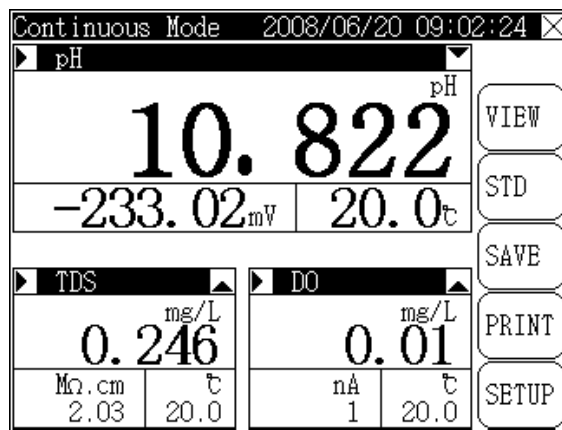 Continuous Mode 2008/06/20 09:02:24
pH
pH
10.822
-233.02mV 20.0℃
TDS
mg/L
0.246
MΩ.cm ℃
2.03 20.0
DO
mg/L
0.01
nA ℃
1 20.0
VIEW
STD
SAVE
PRINT
SETUP